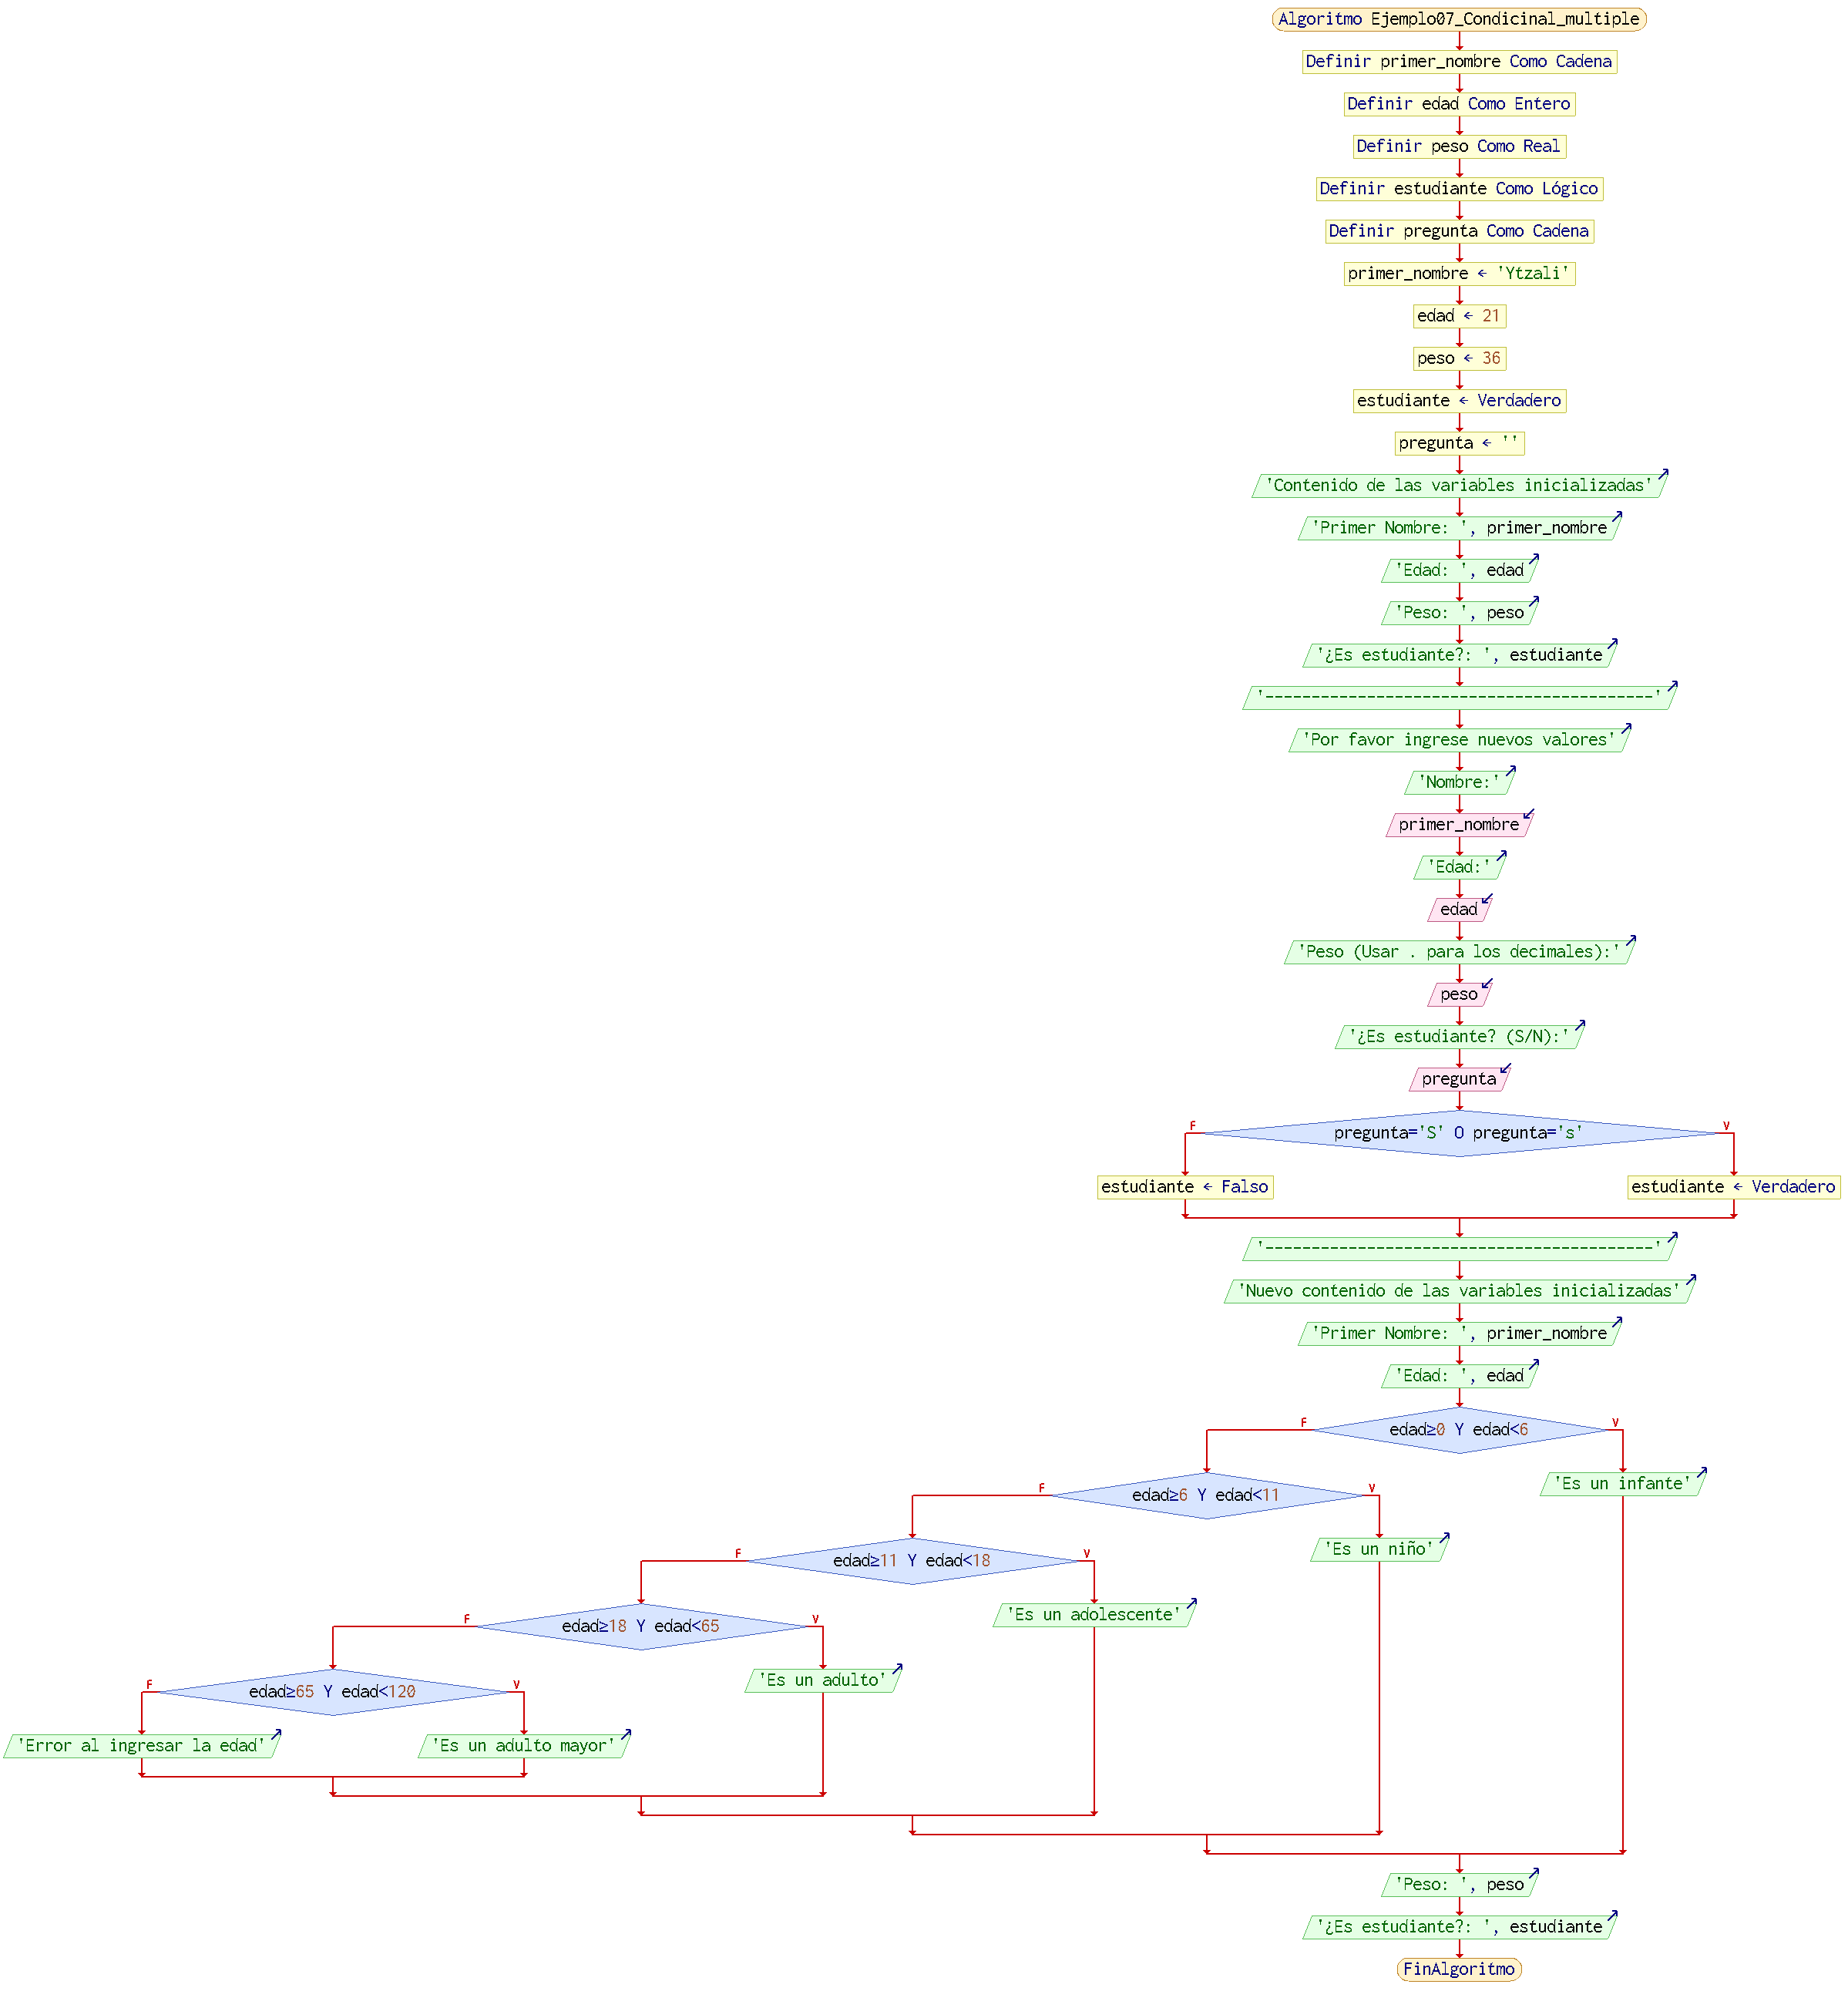 Algoritmo Ejemplo07_Condicinal_multiple
Definir primer_nombre Como Cadena
Definir edad Como Entero
Definir peso Como Real
Definir estudiante Como Lógico
Definir pregunta Como Cadena
primer_nombre ← 'Ytzali'
edad ← 21
peso ← 36
estudiante ← Verdadero
pregunta ← ''
'Contenido de las variables inicializadas'
'Primer Nombre: ', primer_nombre
'Edad: ', edad
'Peso: ', peso
'¿Es estudiante?: ', estudiante
'------------------------------------------'
'Por favor ingrese nuevos valores'
'Nombre:'
primer_nombre
'Edad:'
edad
'Peso (Usar . para los decimales):'
peso
'¿Es estudiante? (S/N):'
pregunta
F
pregunta='S' O pregunta='s'
V
estudiante ← Falso
estudiante ← Verdadero
'------------------------------------------'
'Nuevo contenido de las variables inicializadas'
'Primer Nombre: ', primer_nombre
'Edad: ', edad
F
edad≥0 Y edad<6
V
'Es un infante'
F
edad≥6 Y edad<11
V
'Es un niño'
F
edad≥11 Y edad<18
V
'Es un adolescente'
F
edad≥18 Y edad<65
V
'Es un adulto'
F
edad≥65 Y edad<120
V
'Error al ingresar la edad'
'Es un adulto mayor'
'Peso: ', peso
'¿Es estudiante?: ', estudiante
FinAlgoritmo